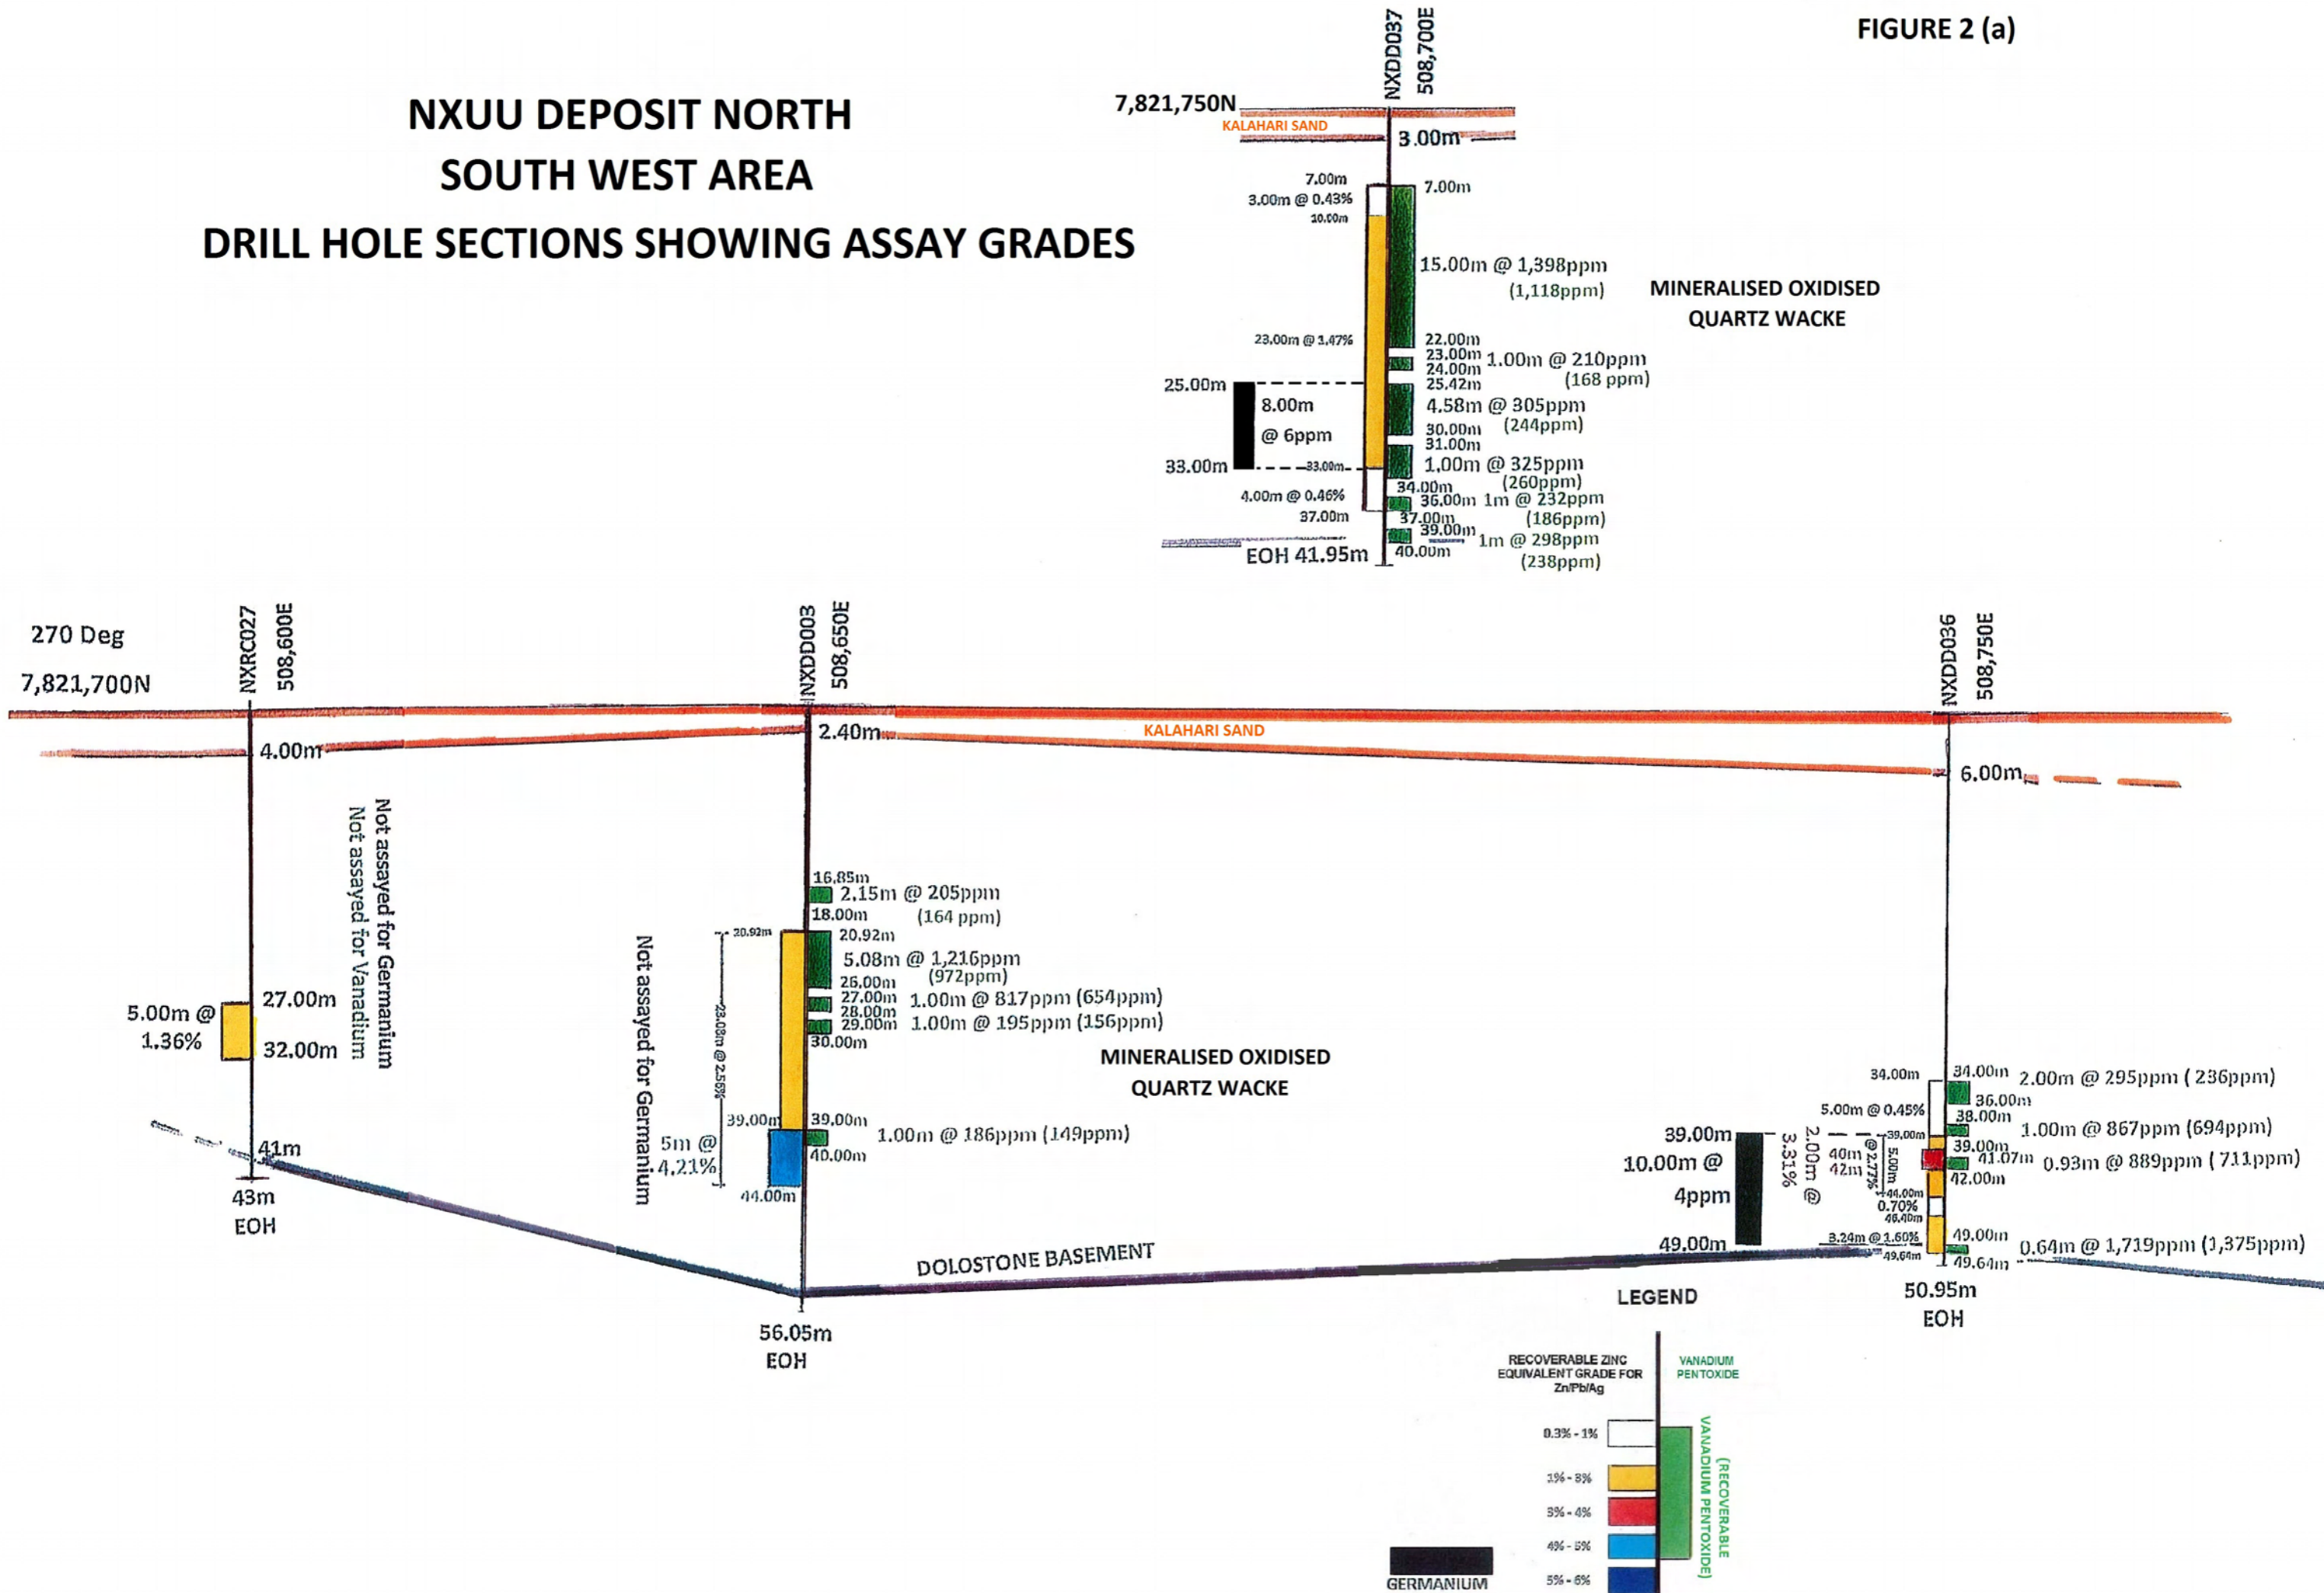 FIGURE 2 (a)
NXUU DEPOSIT NORTH
SOUTH WEST AREA
DRILL HOLE SECTIONS SHOWING ASSAY GRADES
NXDD037
508,700E
7,821,750N
KALAHARI SAND
3.00m
7.00m
3.00m @ 0.43%
10.00m
7.00m
15.00m @ 1,398ppm
(1,118ppm)
MINERALISED OXIDISED
QUARTZ WACKE
23.00m @ 1.47%
22.00m
23.00m
1.00m @ 210ppm
24.00m
(168 ppm)
25.42m
25.00m
8.00m
@ 6ppm
33.00m
33.00m
4.58m @ 305ppm
(244ppm)
30.00m
31.00m
1.00m @ 325ppm
(260ppm)
34.00m
4.00m @ 0.46%
36.00m 1m @ 232ppm
(186ppm)
37.00m
37.00m
39.00m
1m @ 298ppm
(238ppm)
40.00m
EOH 41.95m
270 Deg
7,821,700N
NXRC027
508,600E
NXDD003
508,650E
NXDD036
508,750E
KALAHARI SAND
4.00m
2.40m
6.00m
Not assayed for Germanium
Not assayed for Vanadium
5.00m @
1.36%
27.00m
32.00m
41m
43m
EOH
Not assayed for Germanium
16.85m
2.15m @ 205ppm
(164 ppm)
18.00m
20.92m
20.92m
5.08m @ 1,216ppm
(972ppm)
26.00m
27.00m 1.00m @ 817ppm (654ppm)
28.00m
29.00m 1.00m @ 195ppm (156ppm)
30.00m
23.08m @ 2.56%
39.00m
39.00m
1.00m @ 186ppm (149ppm)
40.00m
5m @
4.21%
44.00m
56.05m
EOH
MINERALISED OXIDISED
QUARTZ WACKE
DOLOSTONE BASEMENT
34.00m
34.00m
2.00m @ 295ppm ( 236ppm)
36.00m
5.00m @ 0.45%
38.00m
1.00m @ 867ppm (694ppm)
39.00m
39.00m
39.00m
10.00m @
4ppm
49.00m
2.00m @
3.31%
40m
42m
5.00m
@ 2.77%
41.07m 0.93m @ 889ppm ( 711ppm)
42.00m
44.00m
0.70%
46.40m
3.24m @ 1.60%
49.64m
49.00m
0.64m @ 1,719ppm (1,375ppm)
49.64m
50.95m
EOH
LEGEND
RECOVERABLE ZINC
EQUIVALENT GRADE FOR
Zn/Pb/Ag
VANADIUM
PENTOXIDE
0.3% - 1%
1% - 3%
3% - 4%
4% - 5%
5% - 6%
(RECOVERABLE
VANADIUM PENTOXIDE)
GERMANIUM